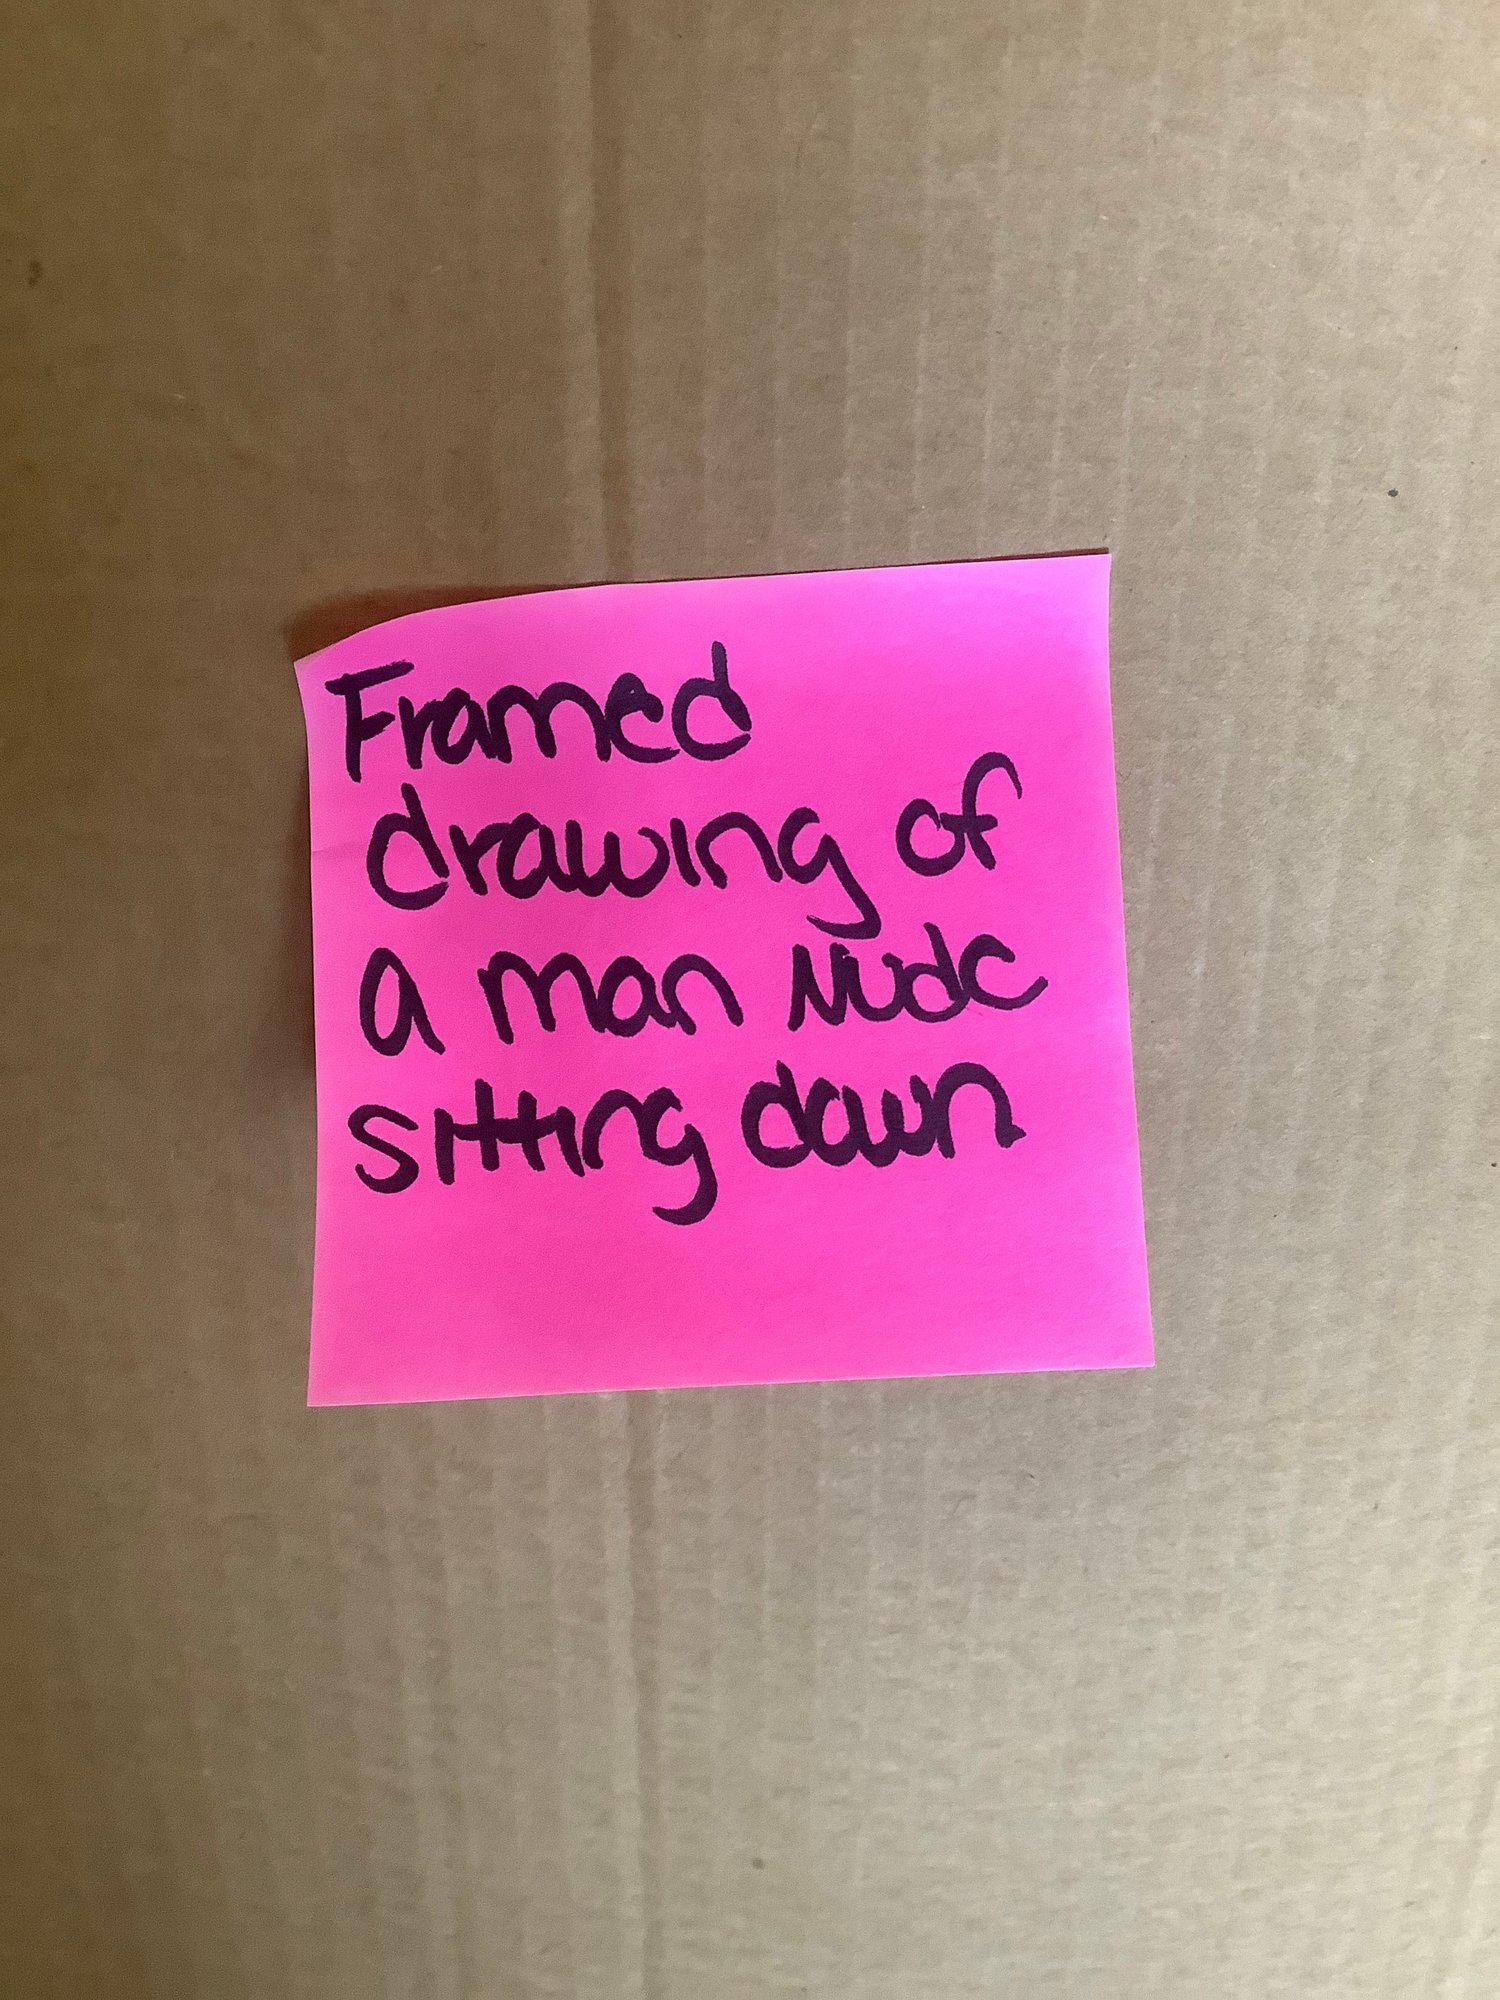 Framed
drawing of
a man Nude
sitting down